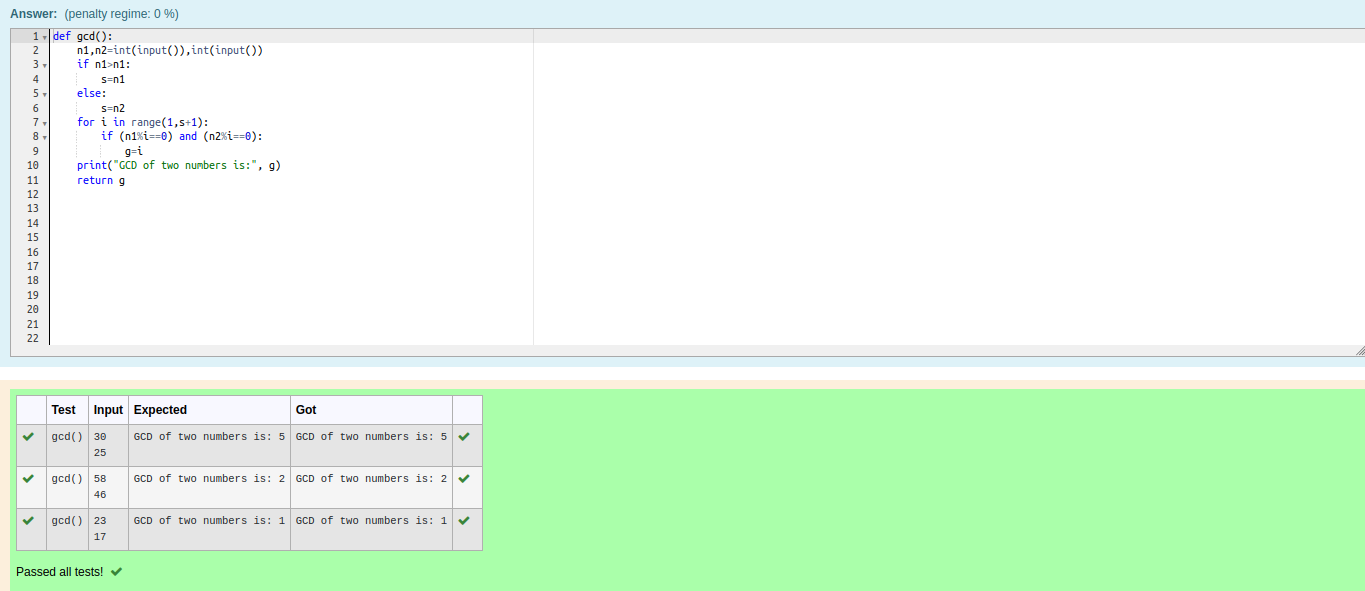 Answer: (penalty regime: 0 %)
1 def gcd():
2     n1,n2=int(input()),int(input())
3     if n1>n1:
4         s=n1
5     else:
6         s=n2
7     for i in range(1,s+1):
8         if (n1%i==0) and (n2%i==0):
9             g=i
10     print("GCD of two numbers is:", g)
11     return g
12
13
14
15
16
17
18
19
20
21
22
Test Input Expected Got
gcd() 30 GCD of two numbers is: 5 GCD of two numbers is: 5
25
gcd() 58 GCD of two numbers is: 2 GCD of two numbers is: 2
46
gcd() 23 GCD of two numbers is: 1 GCD of two numbers is: 1
17
Passed all tests!